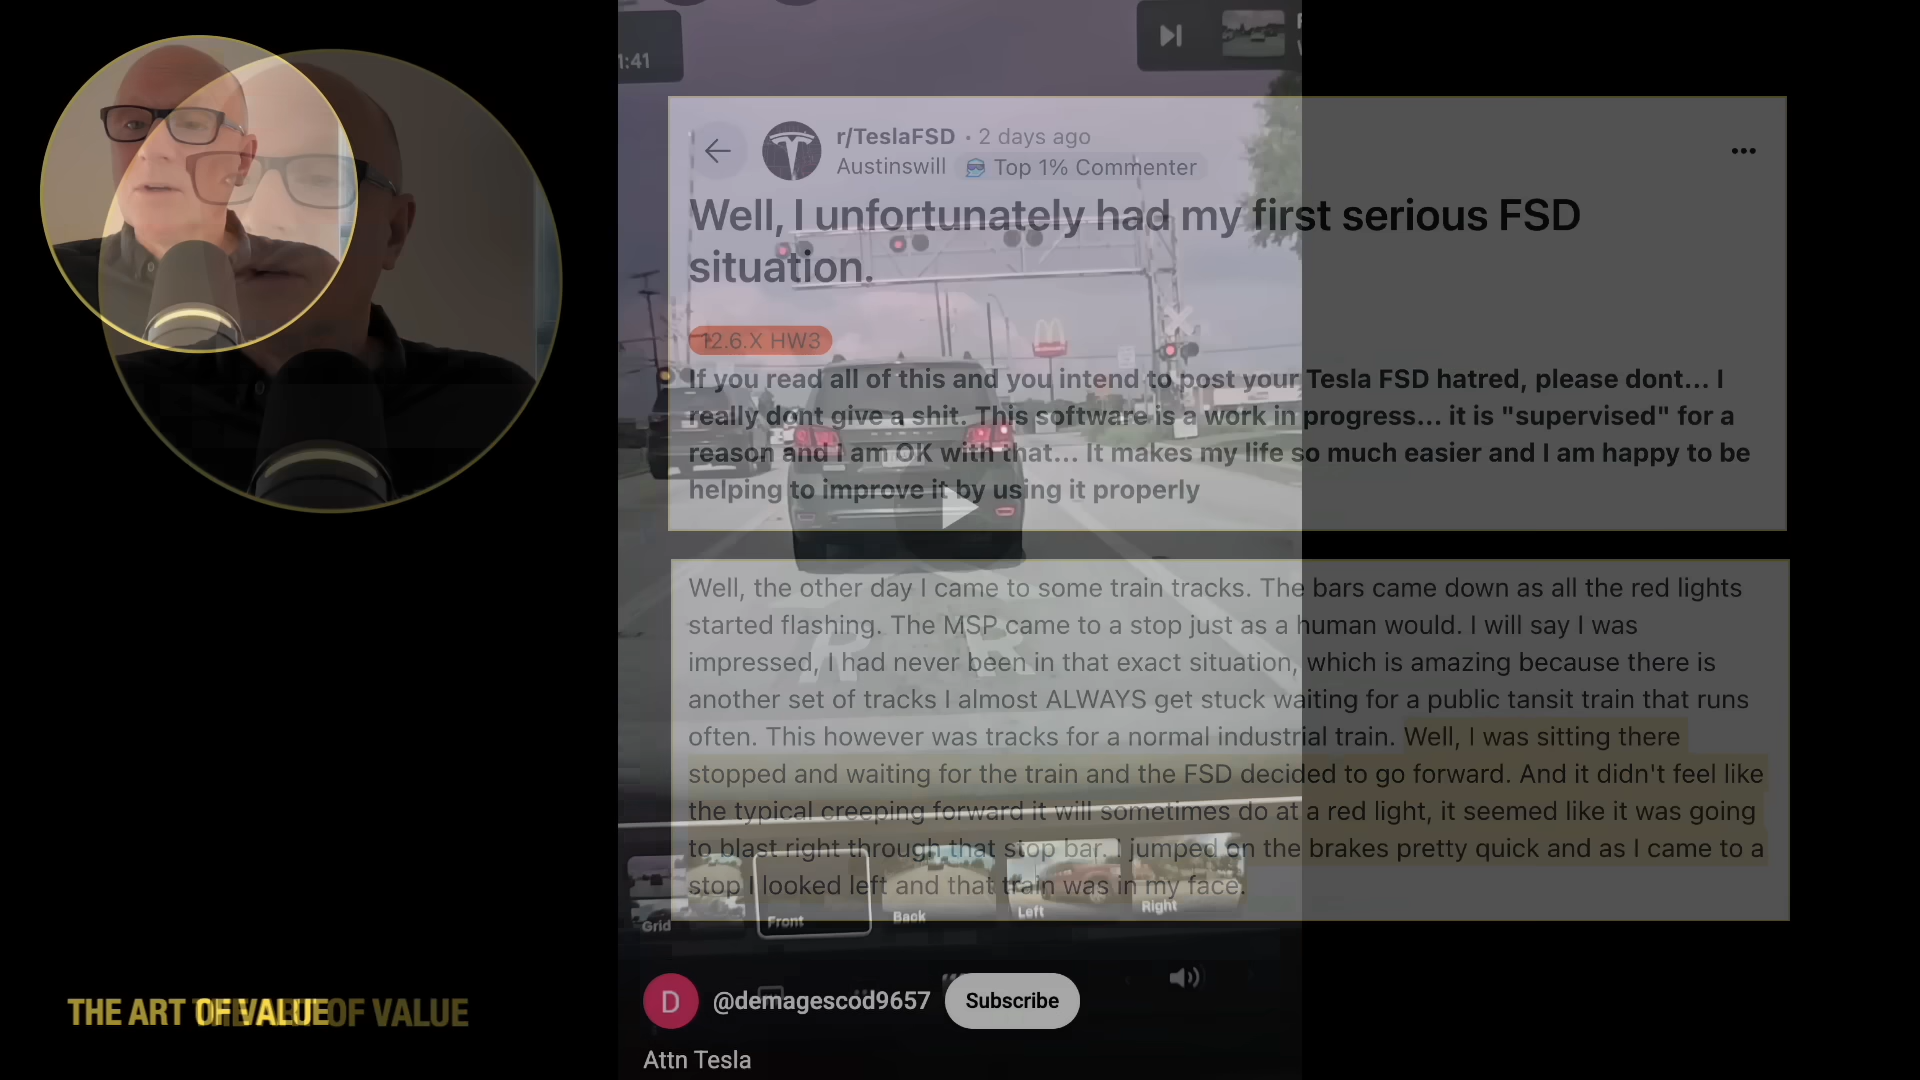 1:41
r/TeslaFSD · 2 days ago
Austinswill Top 1% Commenter
Well, I unfortunately had my first serious FSD
situation.
12.6.X HW3
If you read all of this and you intend to post your Tesla FSD hatred, please dont... I
really dont give a shit. This software is a work in progress... it is "supervised" for a
reason and I am OK with that... It makes my life so much easier and I am happy to be
helping to improve it by using it properly
Well, the other day I came to some train tracks. The bars came down as all the red lights
started flashing. The MSP came to a stop just as a human would. I will say I was
impressed, I had never been in that exact situation, which is amazing because there is
another set of tracks I almost ALWAYS get stuck waiting for a public tansit train that runs
often. This however was tracks for a normal industrial train. Well, I was sitting there
stopped and waiting for the train and the FSD decided to go forward. And it didn't feel like
the typical creeping forward it will sometimes do at a red light, it seemed like it was going
to blast right through that stop bar. I jumped on the brakes pretty quick and as I came to a
stop I looked left and that train was in my face.
R R
Grid
Front
Back
Left
Right
D @demagescod9657 Subscribe
Attn Tesla
THE ART OF VALUE
THE ART OF VALUE